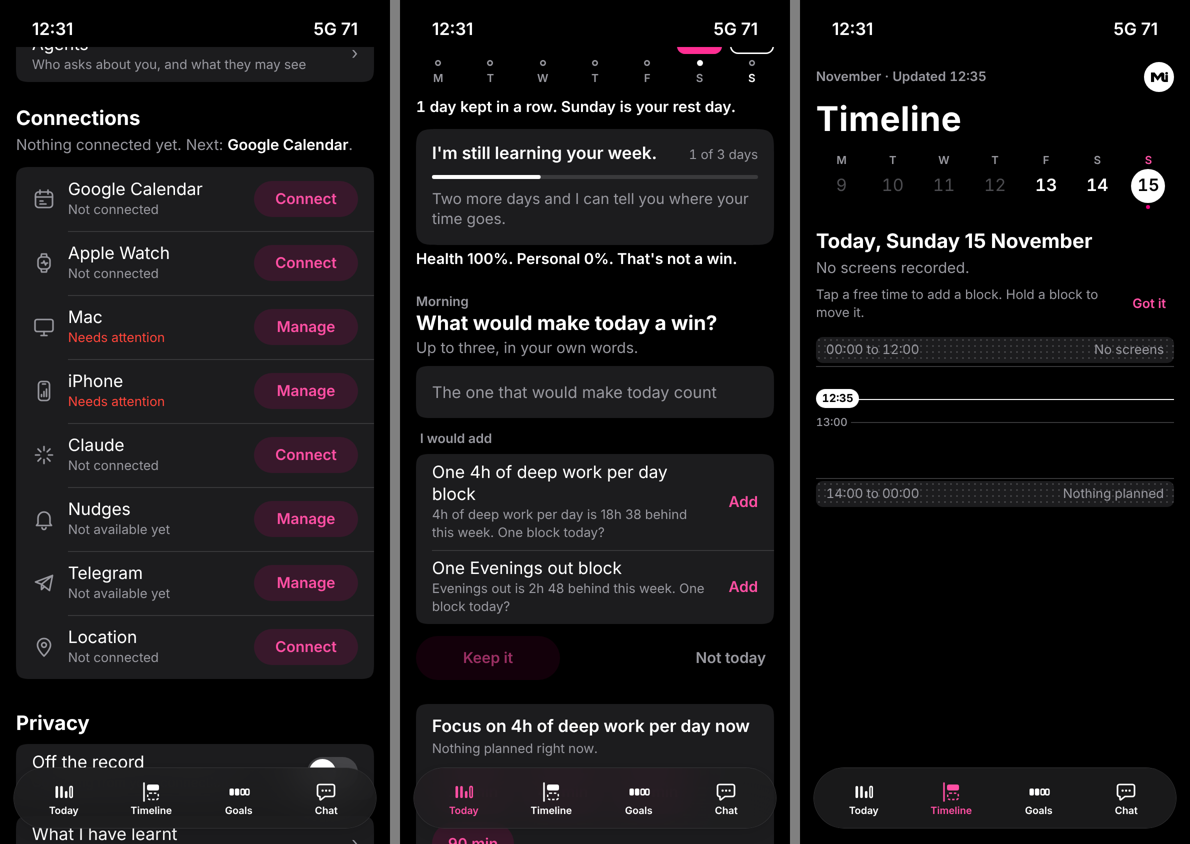 12:31
5G 71
Agents
Who asks about you, and what they may see
Connections
Nothing connected yet. Next: Google Calendar.
Google Calendar
Not connected
Connect
Apple Watch
Not connected
Connect
Mac
Needs attention
Manage
iPhone
Needs attention
Manage
Claude
Not connected
Connect
Nudges
Not available yet
Manage
Telegram
Not available yet
Manage
Location
Not connected
Connect
Privacy
Off the record
Today
Timeline
Goals
Chat
What I have learnt
12:31
5G 71
M T W T F S S
1 day kept in a row. Sunday is your rest day.
I'm still learning your week.
1 of 3 days
Two more days and I can tell you where your
time goes.
Health 100%. Personal 0%. That's not a win.
Morning
What would make today a win?
Up to three, in your own words.
The one that would make today count
I would add
One 4h of deep work per day
block
4h of deep work per day is 18h 38 behind
this week. One block today?
Add
One Evenings out block
Evenings out is 2h 48 behind this week. One
block today?
Add
Keep it
Not today
Focus on 4h of deep work per day now
Nothing planned right now.
Today
Timeline
Goals
Chat
90 min
12:31
5G 71
November · Updated 12:35
Mi
Timeline
M T W T F S S
9 10 11 12 13 14 15
Today, Sunday 15 November
No screens recorded.
Tap a free time to add a block. Hold a block to
move it.
Got it
00:00 to 12:00
No screens
12:35
13:00
14:00 to 00:00
Nothing planned
Today
Timeline
Goals
Chat